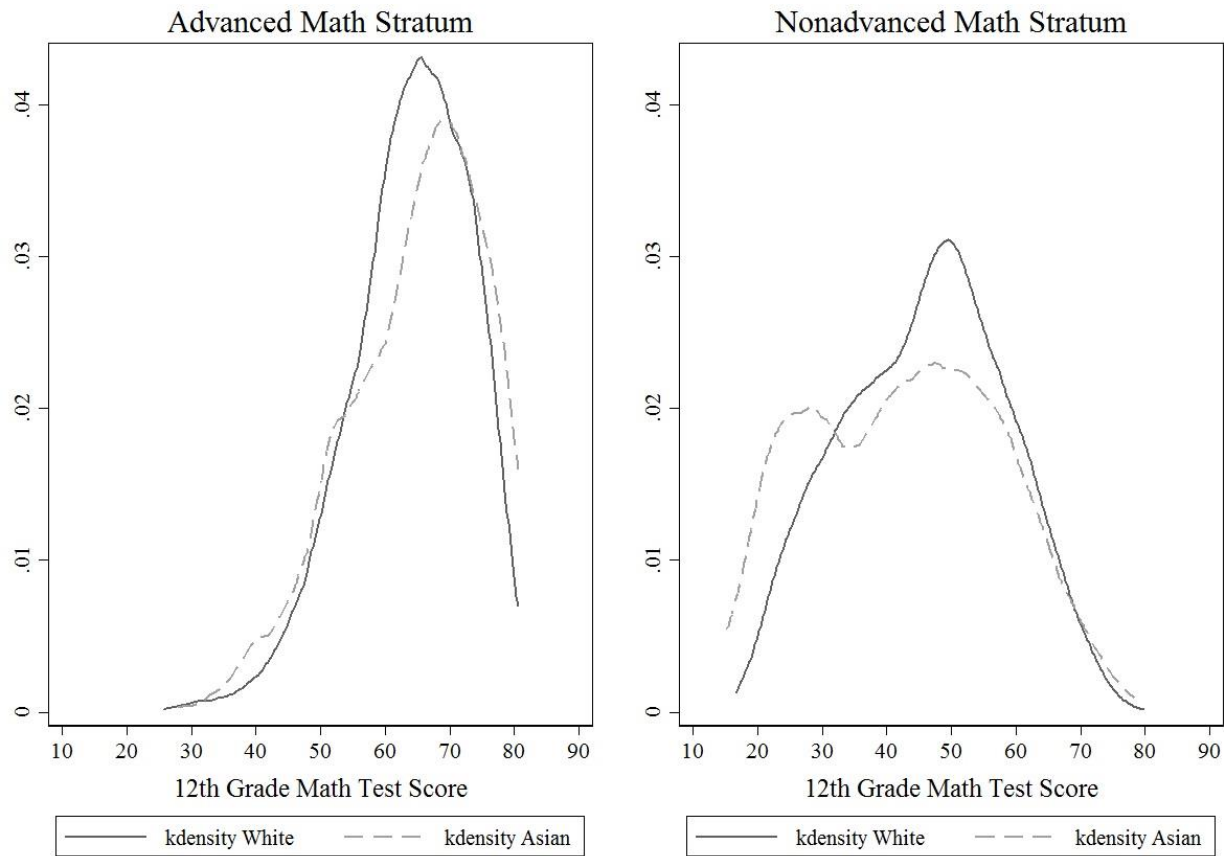 Advanced Math Stratum
.04
.03
.02
.01
0
10 20 30 40 50 60 70 80 90
12th Grade Math Test Score
kdensity White kdensity Asian
Nonadvanced Math Stratum
.04
.03
.02
.01
0
10 20 30 40 50 60 70 80 90
12th Grade Math Test Score
kdensity White kdensity Asian